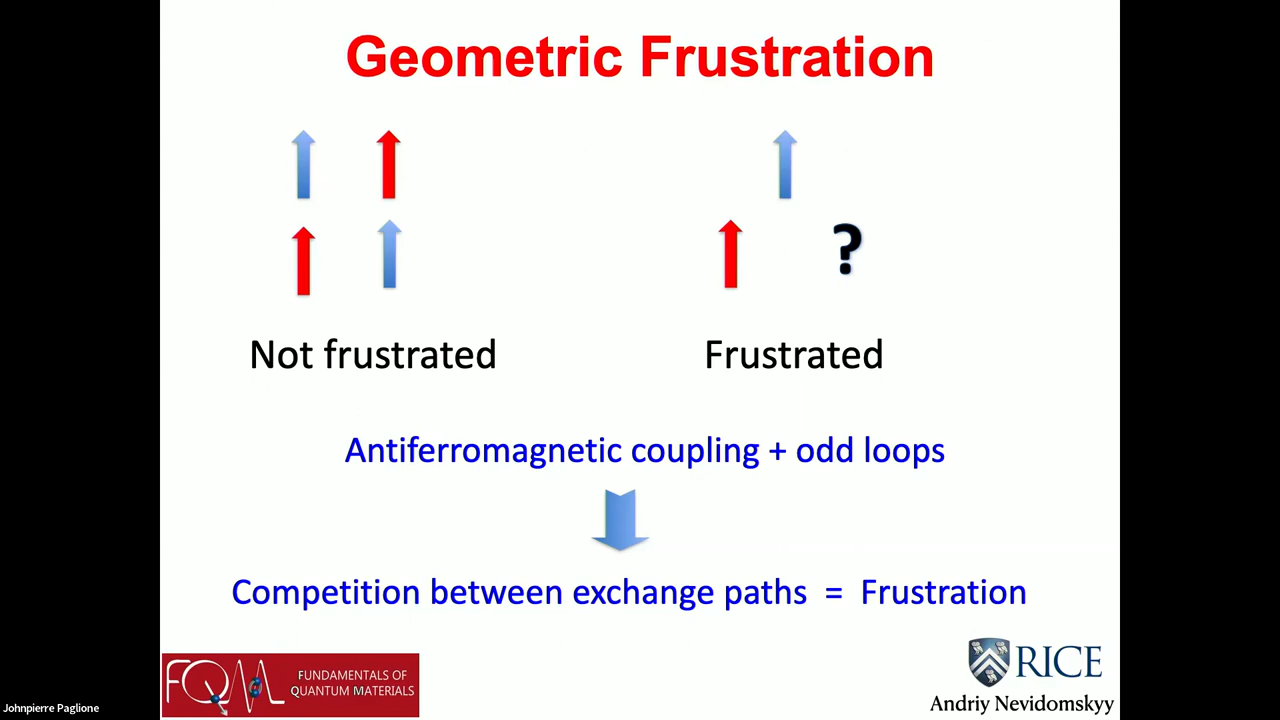 Geometric Frustration
?
Not frustrated
Frustrated
Antiferromagnetic coupling + odd loops
Competition between exchange paths = Frustration
FQM
FUNDAMENTALS OF
QUANTUM MATERIALS
RICE
Andriy Nevidomskyy
Johnpierre Paglione